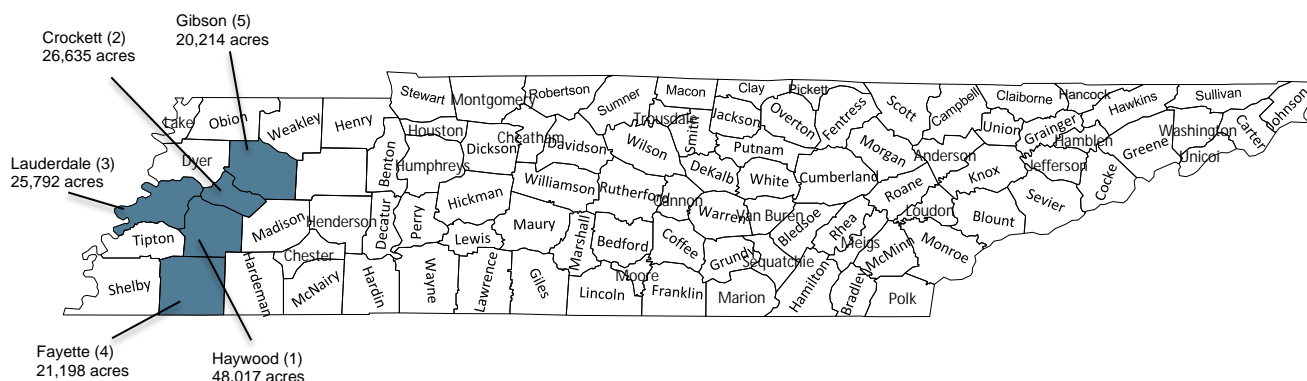 Gibson (5)
20,214 acres
Crockett (2)
26,635 acres
Lauderdale (3)
25,792 acres
Fayette (4)
21,198 acres
Haywood (1)
48,017 acres
Lake
Obion
Weakley
Henry
Stewart
Montgomery
Robertson
Sumner
Macon
Clay
Pickett
Scott
Campbell
Claiborne
Hancock
Hawkins
Sullivan
Johnson
Dyer
Benton
Houston
Humphreys
Dickson
Cheatham
Davidson
Wilson
Trousdale
Smith
Jackson
Overton
Fentress
Putnam
Morgan
Anderson
Union
Grainger
Hamblen
Jefferson
Greene
Washington
Unicoi
Carter
Tipton
Madison
Henderson
Decatur
Perry
Hickman
Williamson
Rutherford
Cannon
DeKalb
White
Cumberland
Roane
Knox
Sevier
Cocke
Loudon
Blount
Chester
Lewis
Maury
Marshall
Bedford
Coffee
Warren
Van Buren
Bledsoe
Rhea
Meigs
McMinn
Monroe
Grundy
Sequatchie
Shelby
Hardeman
McNairy
Hardin
Wayne
Lawrence
Giles
Lincoln
Moore
Franklin
Marion
Hamilton
Bradley
Polk